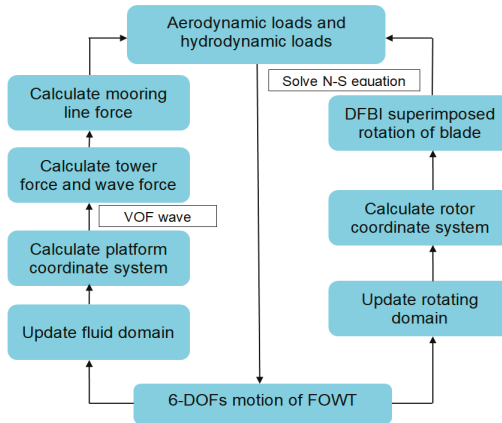 Aerodynamic loads and
hydrodynamic loads
Solve N-S equation
Calculate mooring
line force
DFBI superimposed
rotation of blade
Calculate tower
force and wave force
VOF wave
Calculate rotor
coordinate system
Calculate platform
coordinate system
Update rotating
domain
Update fluid domain
6-DOFs motion of FOWT